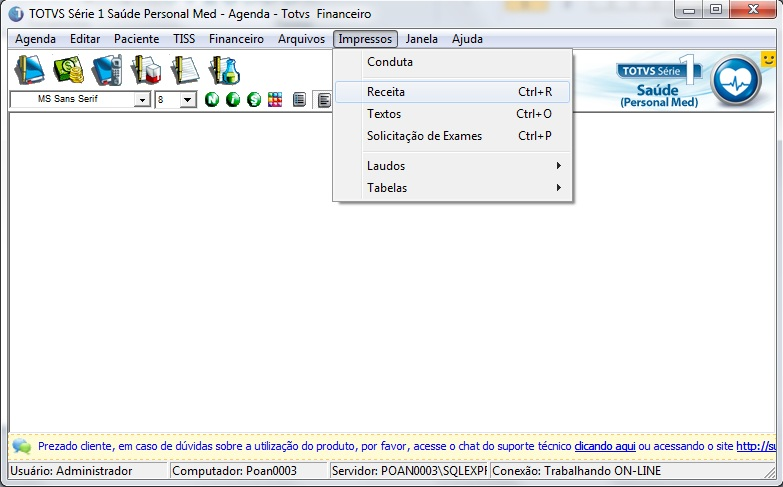 TOTVS Série 1 Saúde Personal Med - Agenda - Totvs Financeiro
Agenda Editar Paciente TISS Financeiro Arquivos Impressos Janela Ajuda
Conduta
Receita Ctrl+R
Textos Ctrl+O
Solicitação de Exames Ctrl+P
Laudos
Tabelas
TOTVS Série 1
Saúde
(Personal Med)
MS Sans Serif 8 N I S
Prezado cliente, em caso de dúvidas sobre a utilização do produto, por favor, acesse o chat do suporte técnico clicando aqui ou acessando o site http://su
Usuário: Administrador Computador: Poan0003 Servidor: POAN0003\SQLEXPR Conexão: Trabalhando ON-LINE